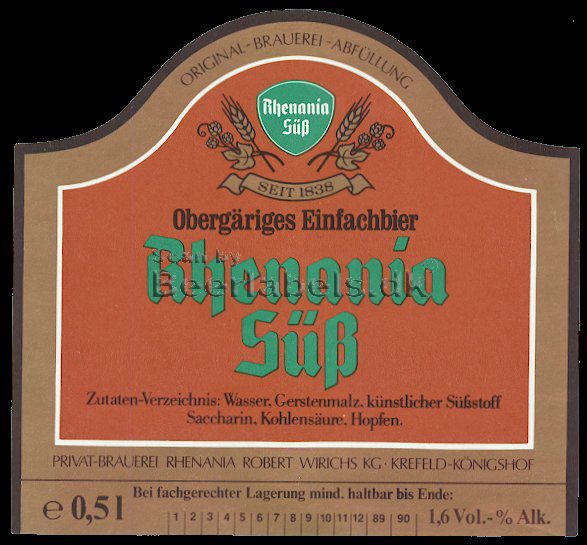 ORIGINAL-BRAUEREI-ABFÜLLUNG
Rhenania
Süß
SEIT 1838
Obergäriges Einfachbier
Scan by
Rhenania
Beerlabels.dk
Süß
Zutaten-Verzeichnis: Wasser, Gerstenmalz, künstlicher Süßstoff
Saccharin, Kohlensäure, Hopfen.
PRIVAT-BRAUEREI RHENANIA ROBERT WIRICHS KG · KREFELD-KÖNIGSHOF
Bei fachgerechter Lagerung mind. haltbar bis Ende:
e 0,5 l
1 2 3 4 5 6 7 8 9 10 11 12 89 90
1,6 Vol.-% Alk.